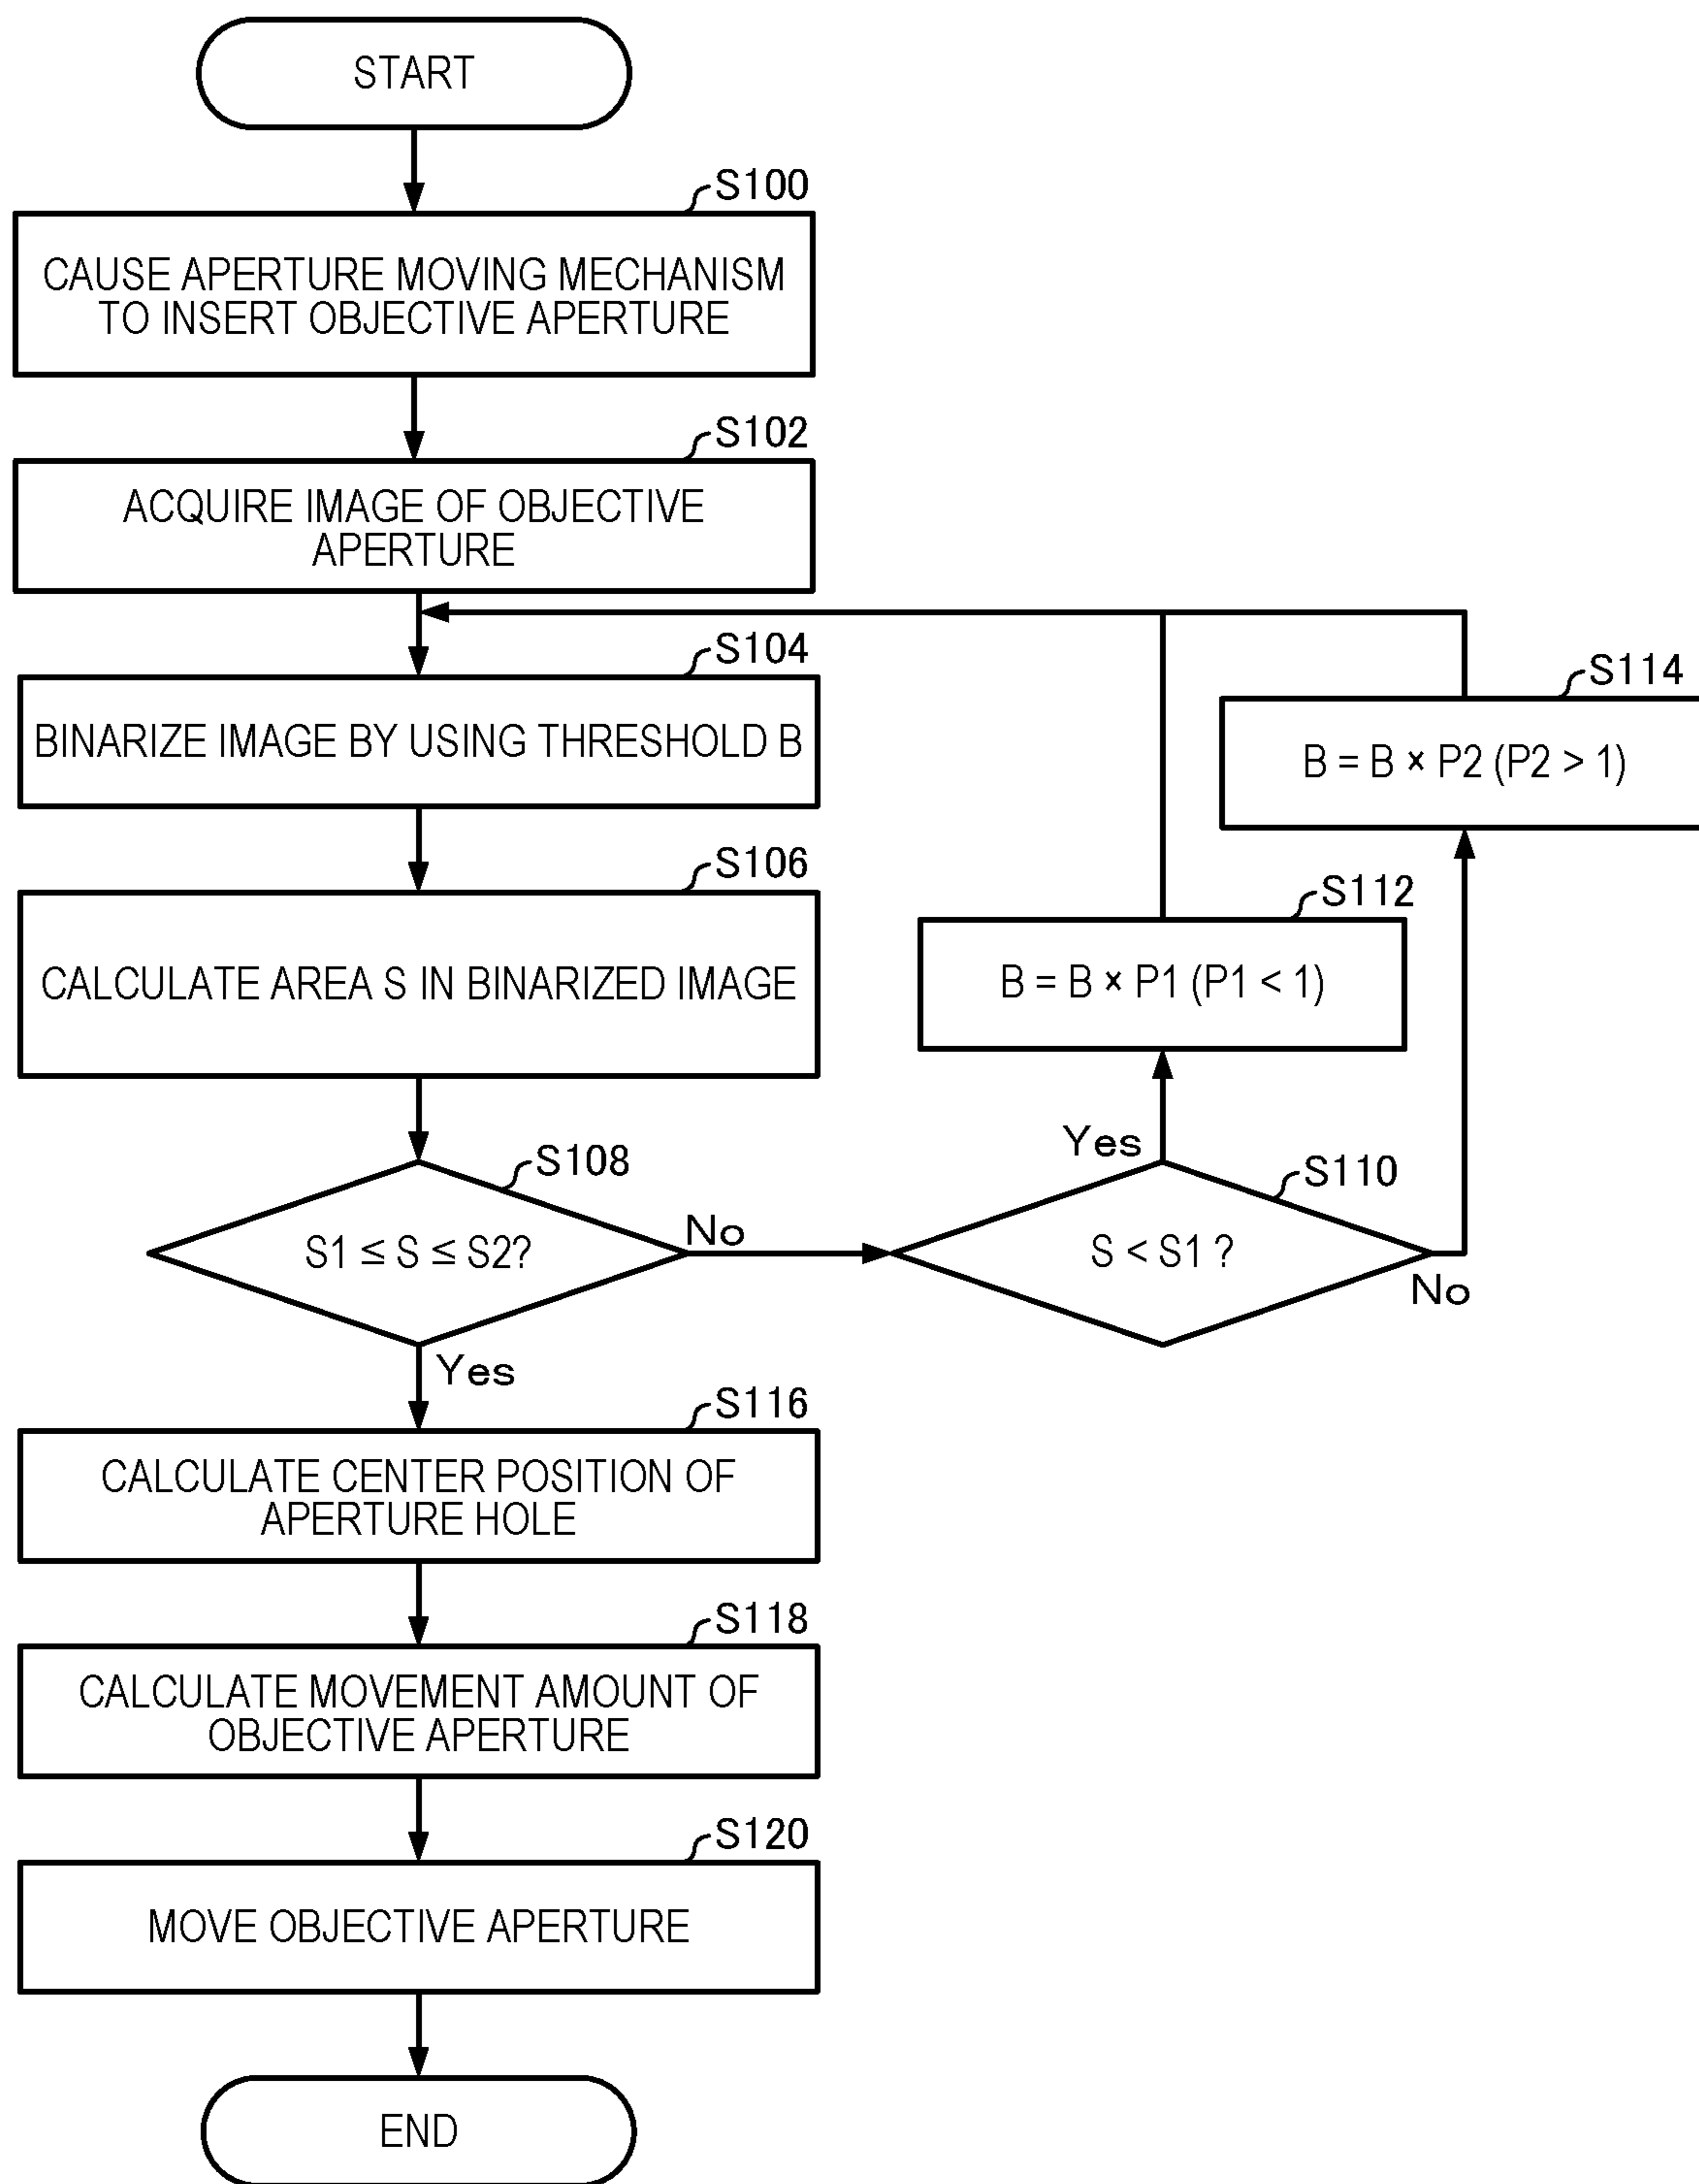 START
S100
CAUSE APERTURE MOVING MECHANISM
TO INSERT OBJECTIVE APERTURE
S102
ACQUIRE IMAGE OF OBJECTIVE
APERTURE
S104
BINARIZE IMAGE BY USING THRESHOLD B
S114
B = B × P2 (P2 > 1)
S106
CALCULATE AREA S IN BINARIZED IMAGE
S112
B = B × P1 (P1 < 1)
S108
S1 ≤ S ≤ S2?
No
Yes
S110
S < S1 ?
No
Yes
S116
CALCULATE CENTER POSITION OF
APERTURE HOLE
S118
CALCULATE MOVEMENT AMOUNT OF
OBJECTIVE APERTURE
S120
MOVE OBJECTIVE APERTURE
END